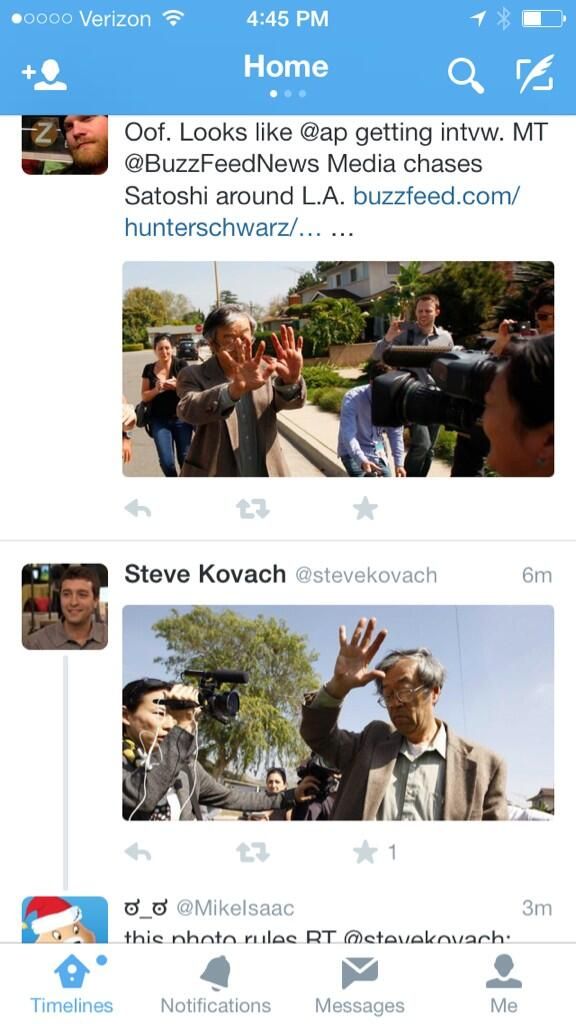 Verizon 4:45 PM
Home
Oof. Looks like @ap getting intvw. MT
@BuzzFeedNews Media chases
Satoshi around L.A. buzzfeed.com/
hunterschwarz/… …
Steve Kovach @stevekovach 6m
1
ಠ_ಠ @MikeIsaac 3m
this photo rules RT @stevekovach:
Timelines Notifications Messages Me